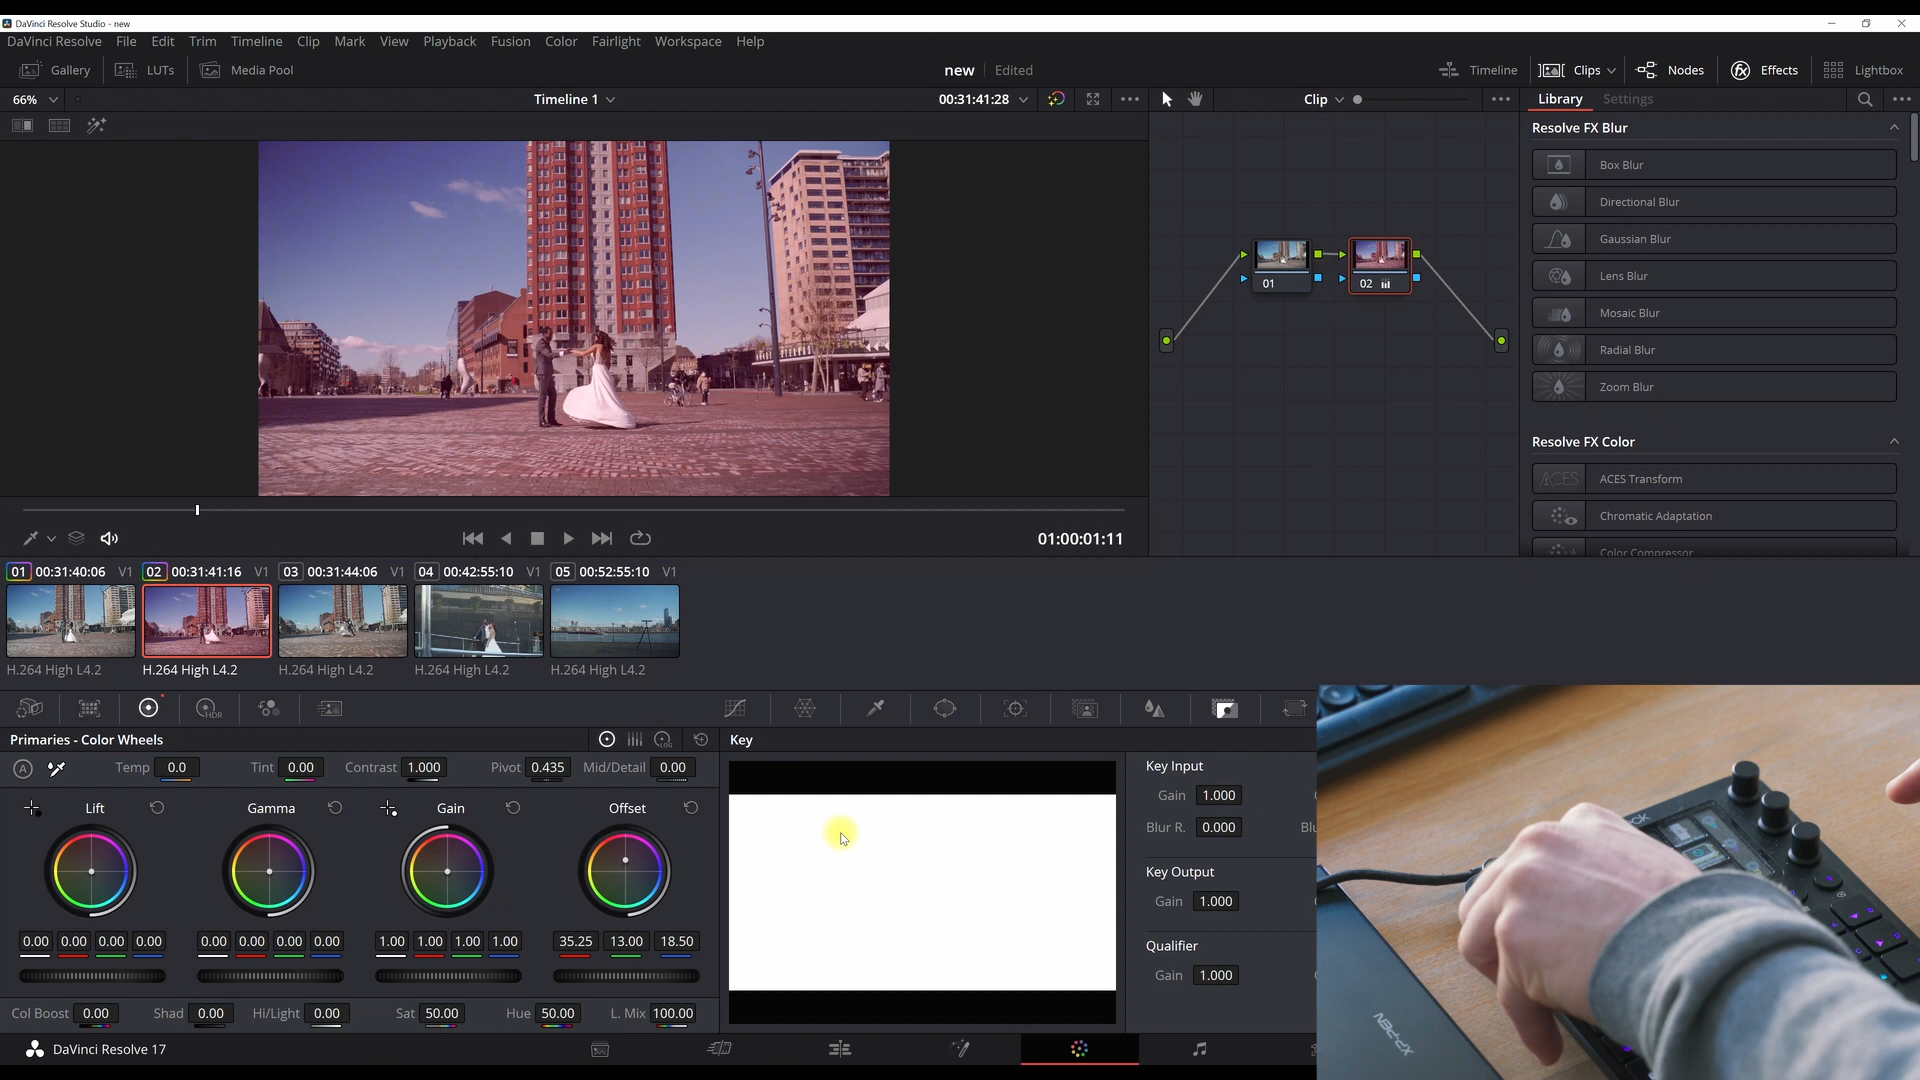 DaVinci Resolve Studio - new
DaVinci Resolve File Edit Trim Timeline Clip Mark View Playback Fusion Color Fairlight Workspace Help
Gallery LUTs Media Pool new Edited Timeline Clips Nodes Effects Lightbox
66% Timeline 1 00:31:41:28 Clip Library Settings
Resolve FX Blur
Box Blur
Directional Blur
Gaussian Blur
Lens Blur
Mosaic Blur
Radial Blur
Zoom Blur
01 02
Resolve FX Color
ACES ACES Transform
Chromatic Adaptation
Color Compressor
01:00:01:11
01 00:31:40:06 V1 02 00:31:41:16 V1 03 00:31:44:06 V1 04 00:42:55:10 V1 05 00:52:55:10 V1
H.264 High L4.2 H.264 High L4.2 H.264 High L4.2 H.264 High L4.2 H.264 High L4.2
HDR
Primaries - Color Wheels LOG Key
A Temp 0.0 Tint 0.00 Contrast 1.000 Pivot 0.435 Mid/Detail 0.00
Lift Gamma Gain Offset
0.00 0.00 0.00 0.00 0.00 0.00 0.00 0.00 1.00 1.00 1.00 1.00 35.25 13.00 18.50
Col Boost 0.00 Shad 0.00 Hi/Light 0.00 Sat 50.00 Hue 50.00 L. Mix 100.00
Key Input
Gain 1.000
Blur R. 0.000
Key Output
Gain 1.000
Qualifier
Gain 1.000
XPPEN
DaVinci Resolve 17